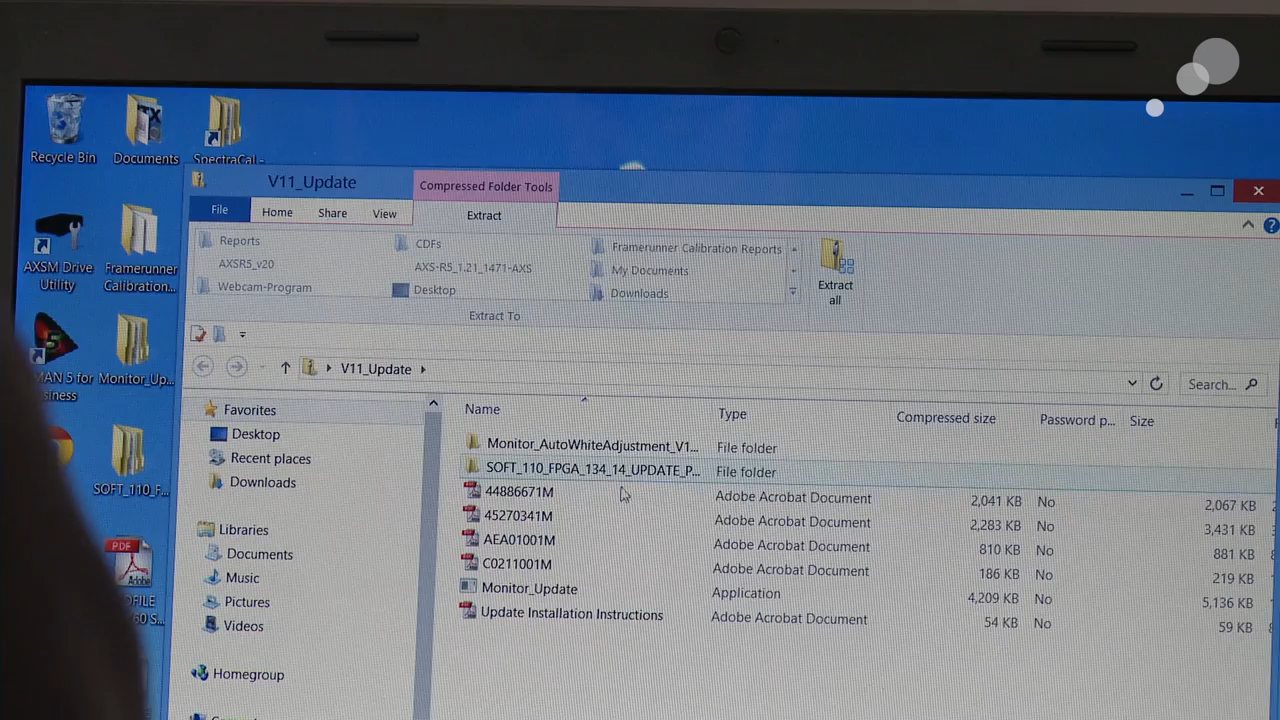 Recycle Bin
Documents
SpectraCal -
AXSM Drive
Utility
Framerunner
Calibration...
MAN 5 for
siness
Monitor_Up...
SOFT_110_F...
PDF
Adobe
V11_Update
Compressed Folder Tools
File
Home
Share
View
Extract
Reports
CDFs
Framerunner Calibration Reports
AXSR5_v20
AXS-R5_1.21_1471-AXS
My Documents
Webcam-Program
Desktop
Downloads
Extract
all
Extract To
V11_Update
Search...
Favorites
Desktop
Recent places
Downloads
Libraries
Documents
Music
Pictures
Videos
Homegroup
Name Type Compressed size Password p... Size
Monitor_AutoWhiteAdjustment_V1... File folder
SOFT_110_FPGA_134_14_UPDATE_P... File folder
44886671M Adobe Acrobat Document 2,041 KB No 2,067 KB
45270341M Adobe Acrobat Document 2,283 KB No 3,431 KB
AEA01001M Adobe Acrobat Document 810 KB No 881 KB
C0211001M Adobe Acrobat Document 186 KB No 219 KB
Monitor_Update Application 4,209 KB No 5,136 KB
Update Installation Instructions Adobe Acrobat Document 54 KB No 59 KB